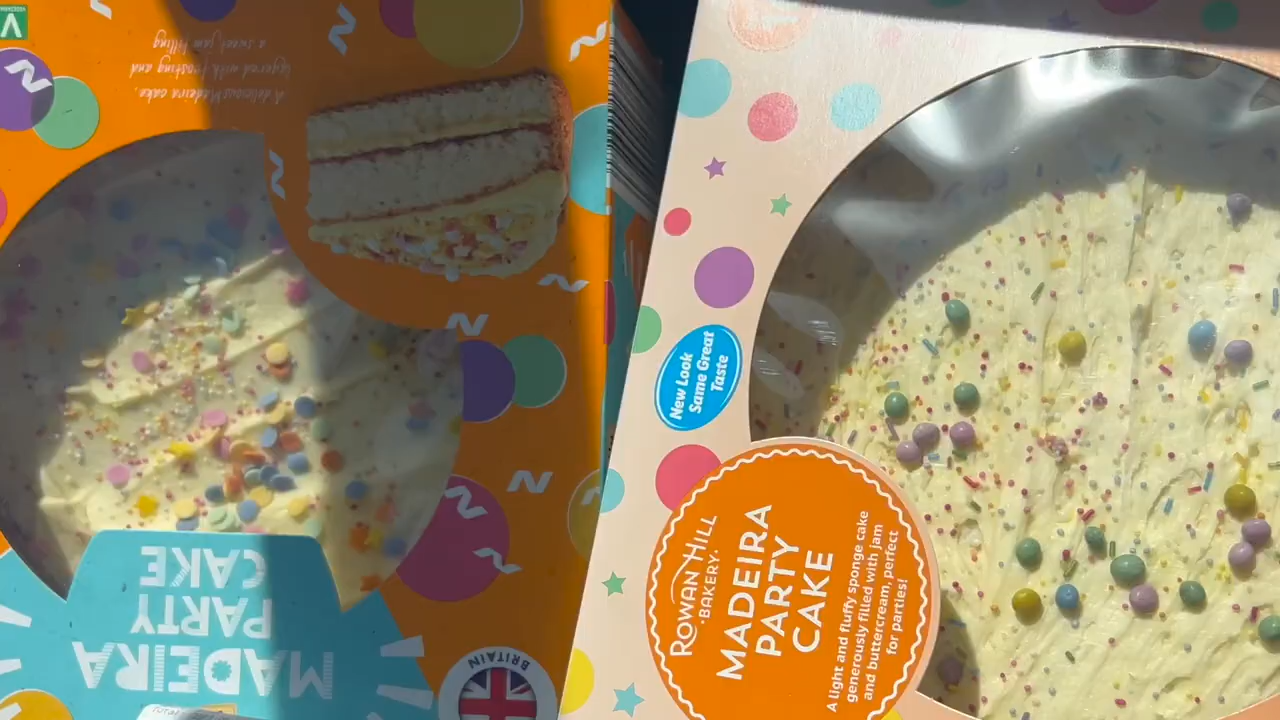 A delicious Madeira cake,
layered with frosting and
a sweet jam filling
MADEIRA
PARTY
CAKE
BRITAIN
New Look
Same Great
Taste
ROWAN HILL
·BAKERY·
MADEIRA
PARTY
CAKE
A light and fluffy sponge cake
generously filled with jam
and buttercream, perfect
for parties!